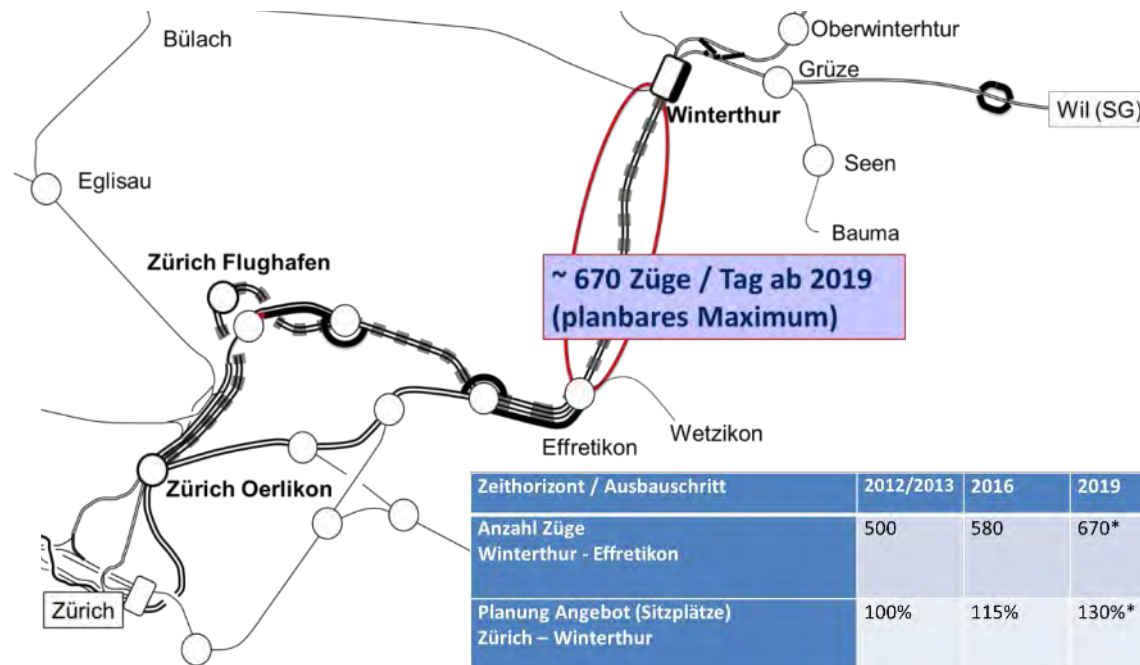 Bülach
Oberwinterhtur
Grüze
Winterthur
Wil (SG)
Seen
Eglisau
Bauma
Zürich Flughafen
~ 670 Züge / Tag ab 2019
(planbares Maximum)
Wetzikon
Effretikon
Zürich Oerlikon
Zürich
Zeithorizont / Ausbauschritt 2012/2013 2016 2019
Anzahl Züge 500 580 670*
Winterthur - Effretikon
Planung Angebot (Sitzplätze) 100% 115% 130%*
Zürich – Winterthur